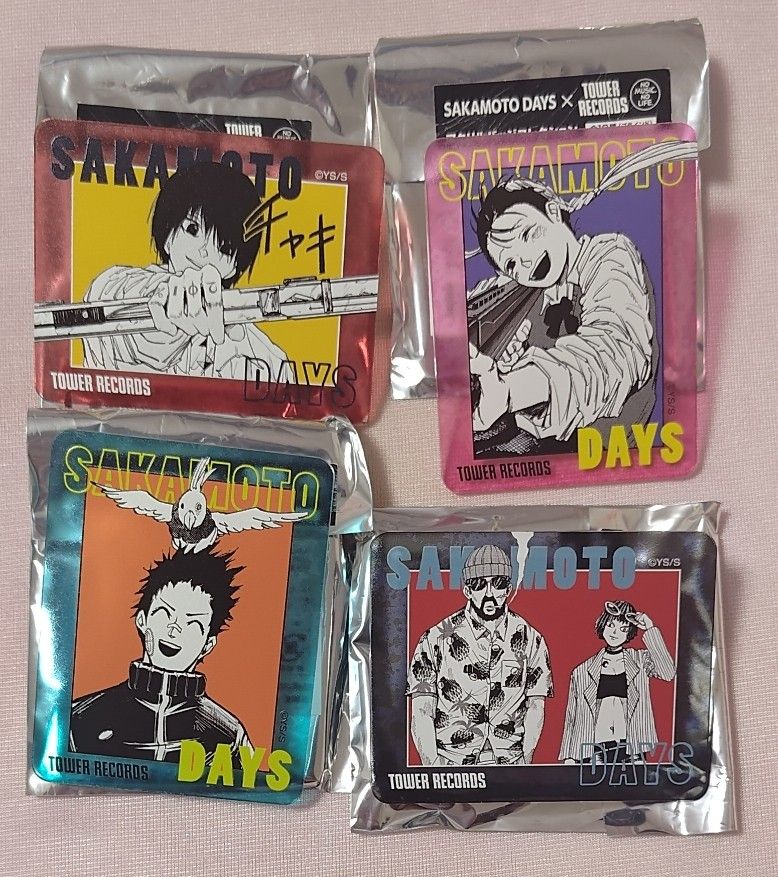 TOWER
SAKAMOTO DAYS × TOWER
RECORDS
NO
MUSIC,
NO
LIFE.
SAKAMOTO
©YS/S
チャキ
TOWER RECORDS
DAYS
SAKAMOTO
©YS/S
TOWER RECORDS
DAYS
SAKAMOTO
©YS/S
TOWER RECORDS
DAYS
SAKAMOTO
©YS/S
DAYS
TOWER RECORDS